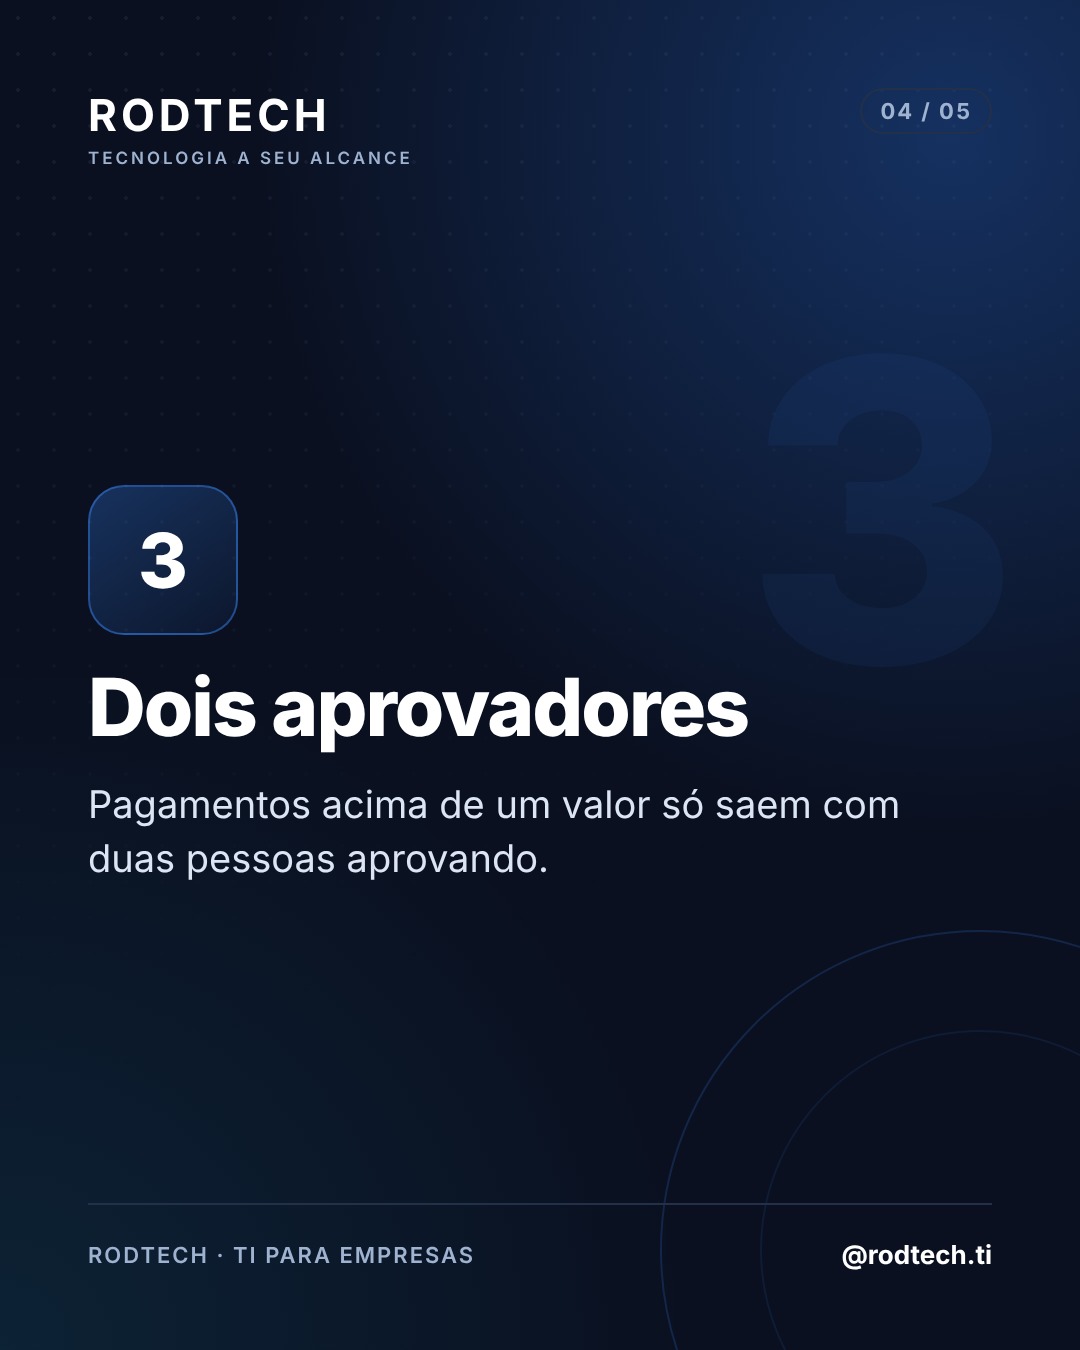 RODTECH
TECNOLOGIA A SEU ALCANCE
04 / 05
3
3
Dois aprovadores
Pagamentos acima de um valor só saem com
duas pessoas aprovando.
RODTECH · TI PARA EMPRESAS
@rodtech.ti